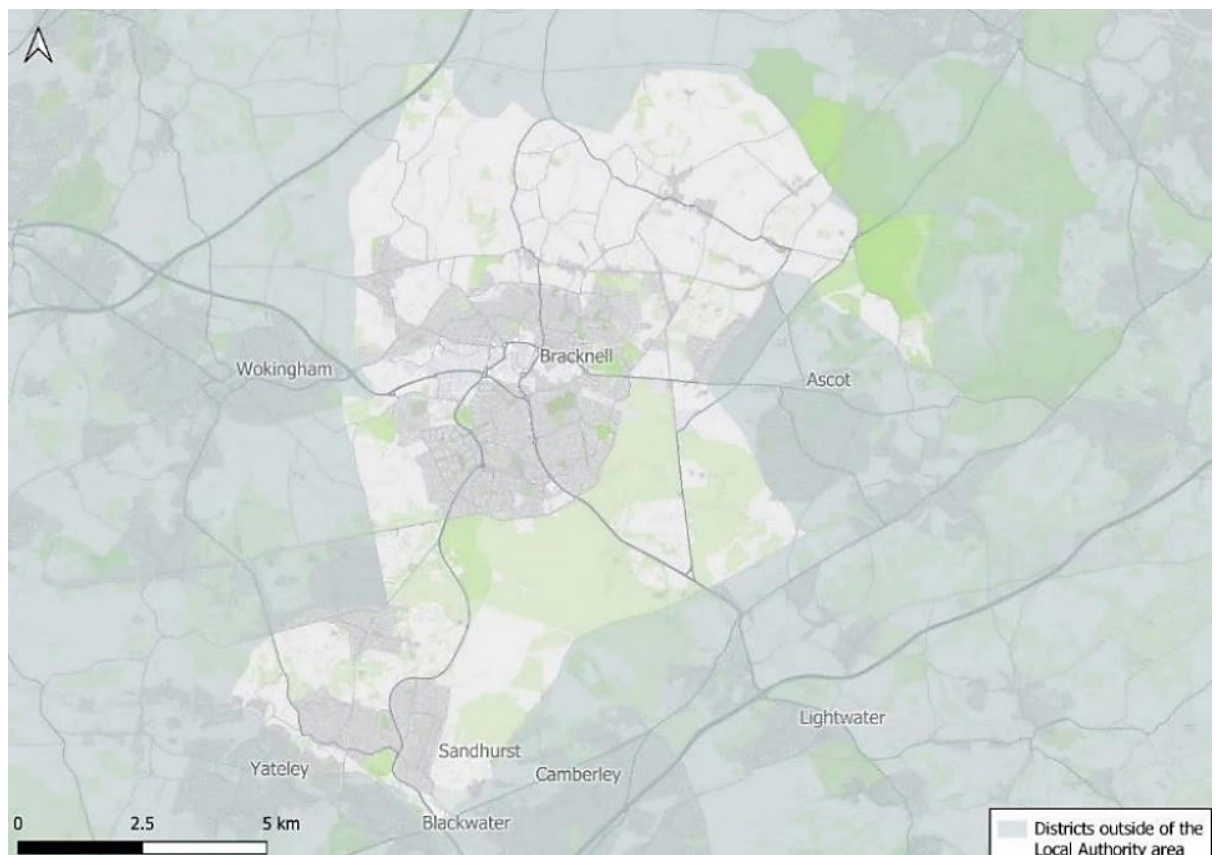 Bracknell
Wokingham
Ascot
Lightwater
Sandhurst
Yateley
Camberley
Blackwater
0 2.5 5 km
Districts outside of the
Local Authority area